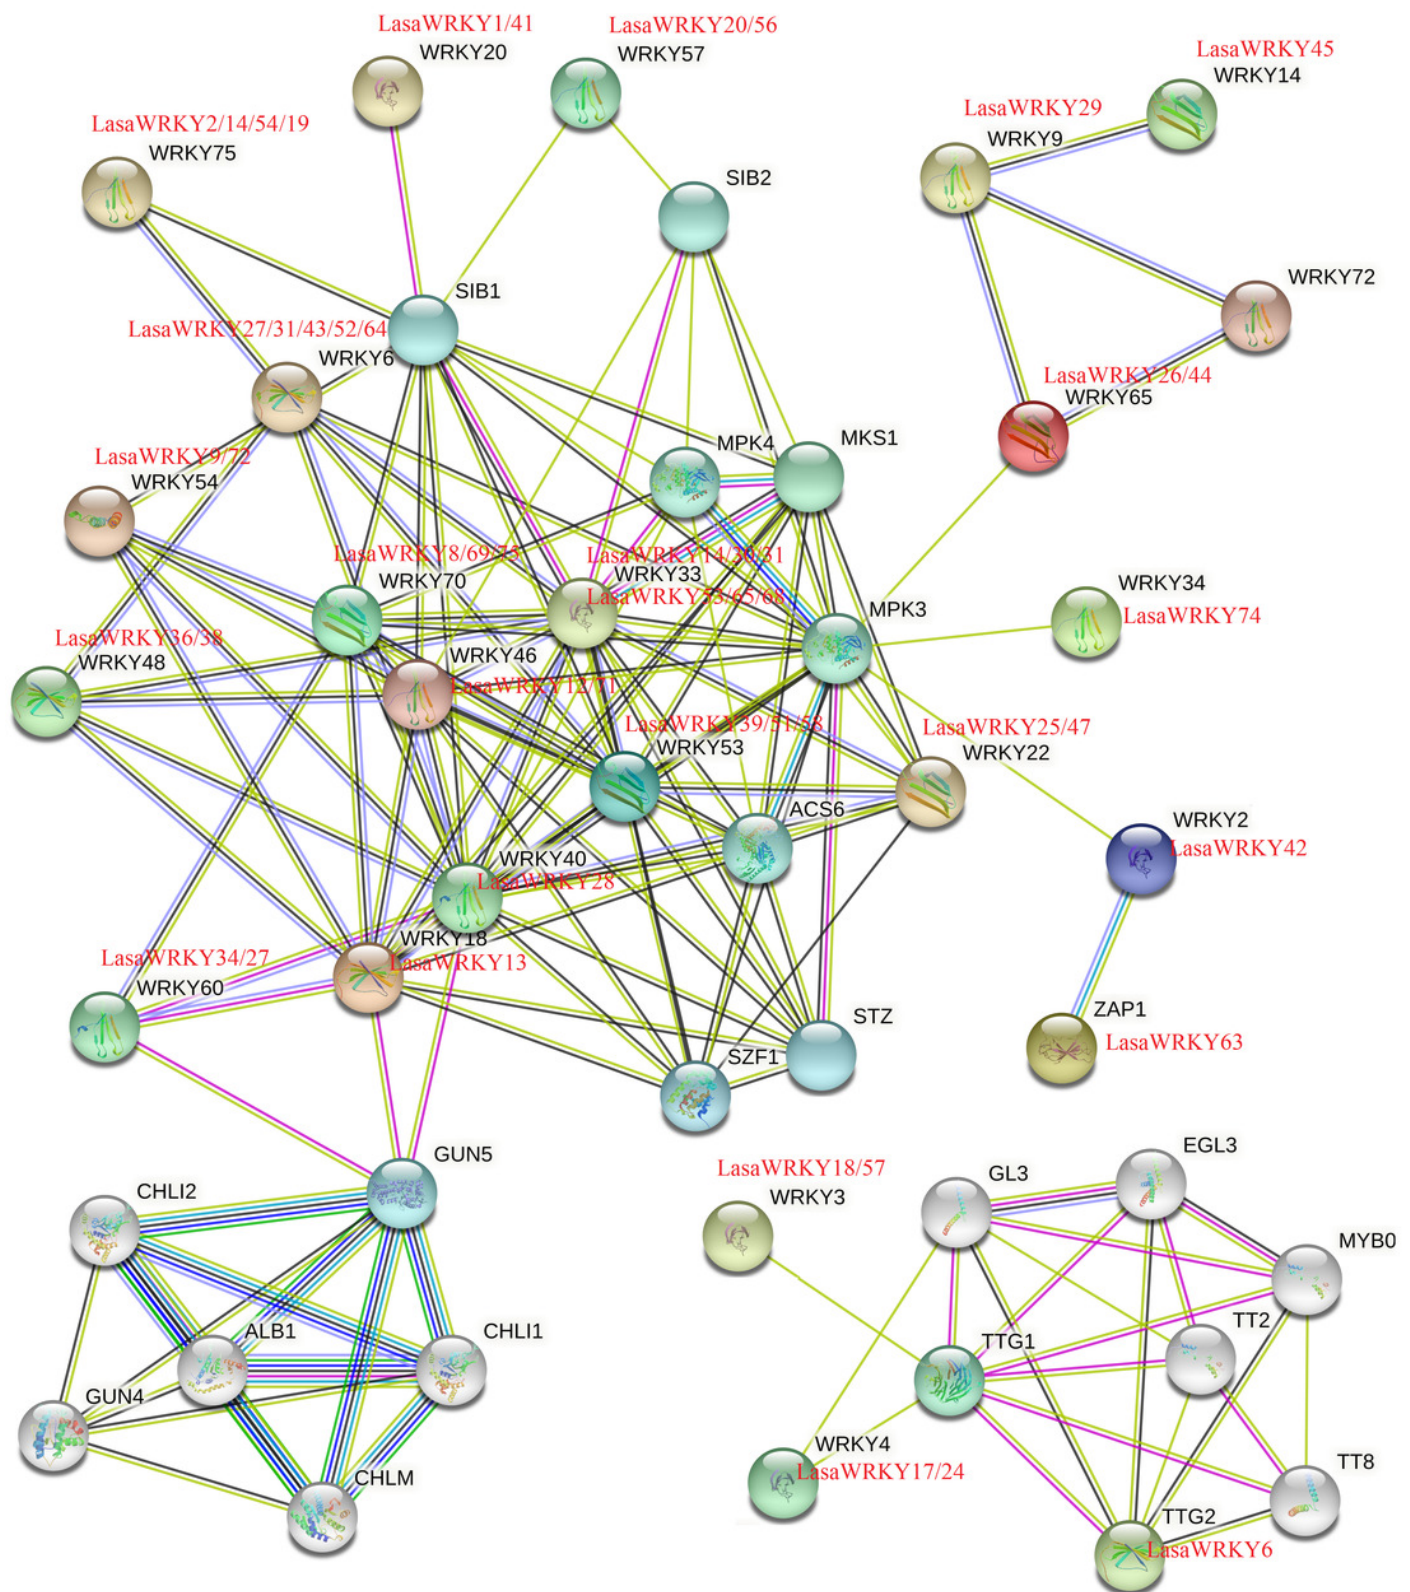 LasaWRKY1/41
WRKY20
LasaWRKY20/56
WRKY57
LasaWRKY45
WRKY14
LasaWRKY29
WRKY9
LasaWRKY2/14/54/19
WRKY75
SIB2
SIB1
WRKY72
LasaWRKY27/31/43/52/64
WRKY6
LasaWRKY26/44
WRKY65
MPK4
MKS1
LasaWRKY9/72
WRKY54
LasaWRKY8/69/75
WRKY70
LasaWRKY14/30/31
WRKY33
LasaWRKY53/65/68
MPK3
WRKY34
LasaWRKY74
LasaWRKY36/38
WRKY48
WRKY46
LasaWRKY12/71
LasaWRKY39/51/58
WRKY53
LasaWRKY25/47
WRKY22
ACS6
WRKY2
LasaWRKY42
WRKY40
LasaWRKY28
WRKY18
LasaWRKY13
LasaWRKY34/27
WRKY60
STZ
SZF1
ZAP1
LasaWRKY63
GUN5
CHLI2
ALB1
CHLI1
GUN4
CHLM
LasaWRKY18/57
WRKY3
GL3
EGL3
MYB0
TT2
TTG1
WRKY4
LasaWRKY17/24
TT8
TTG2
LasaWRKY6